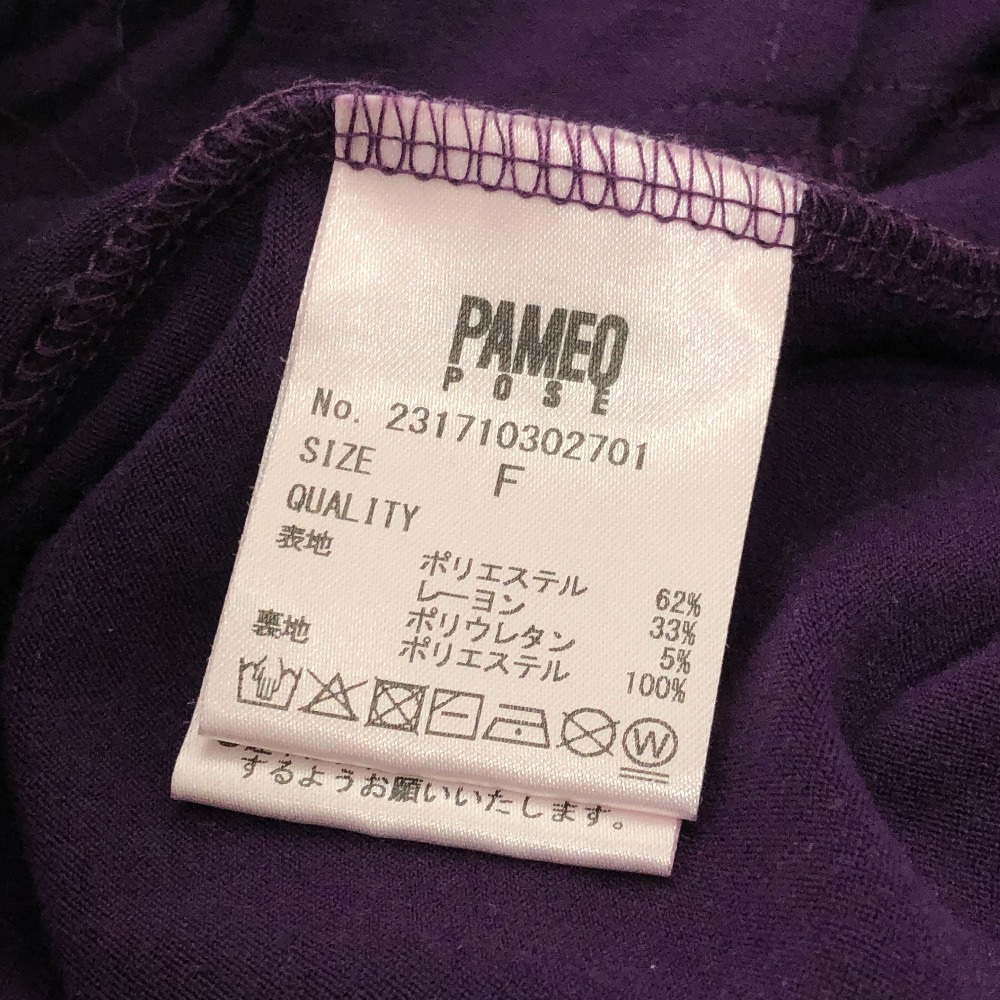 PAMEO
POSE
No. 231710302701
SIZE F
QUALITY
表地 ポリエステル 62%
レーヨン 33%
ポリウレタン 5%
裏地 ポリエステル 100%
W
するようお願いいたします。